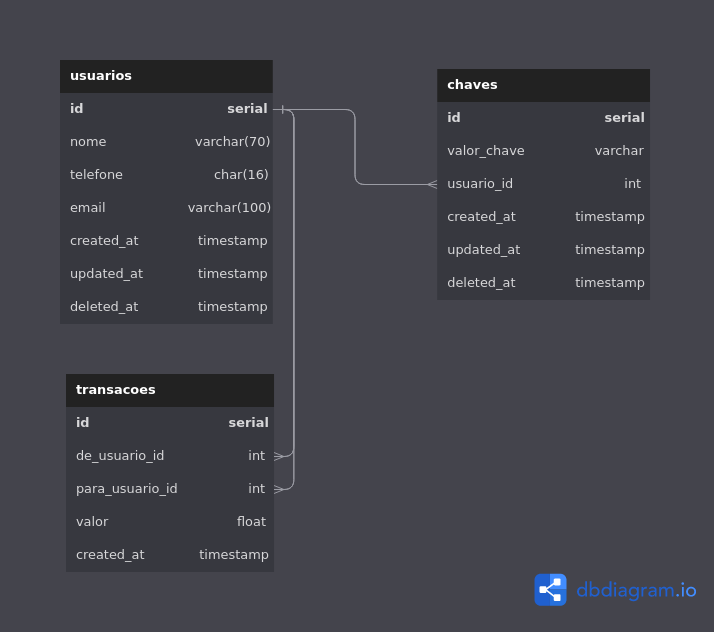 usuarios
id serial
nome varchar(70)
telefone char(16)
email varchar(100)
created_at timestamp
updated_at timestamp
deleted_at timestamp
chaves
id serial
valor_chave varchar
usuario_id int
created_at timestamp
updated_at timestamp
deleted_at timestamp
transacoes
id serial
de_usuario_id int
para_usuario_id int
valor float
created_at timestamp
dbdiagram.io